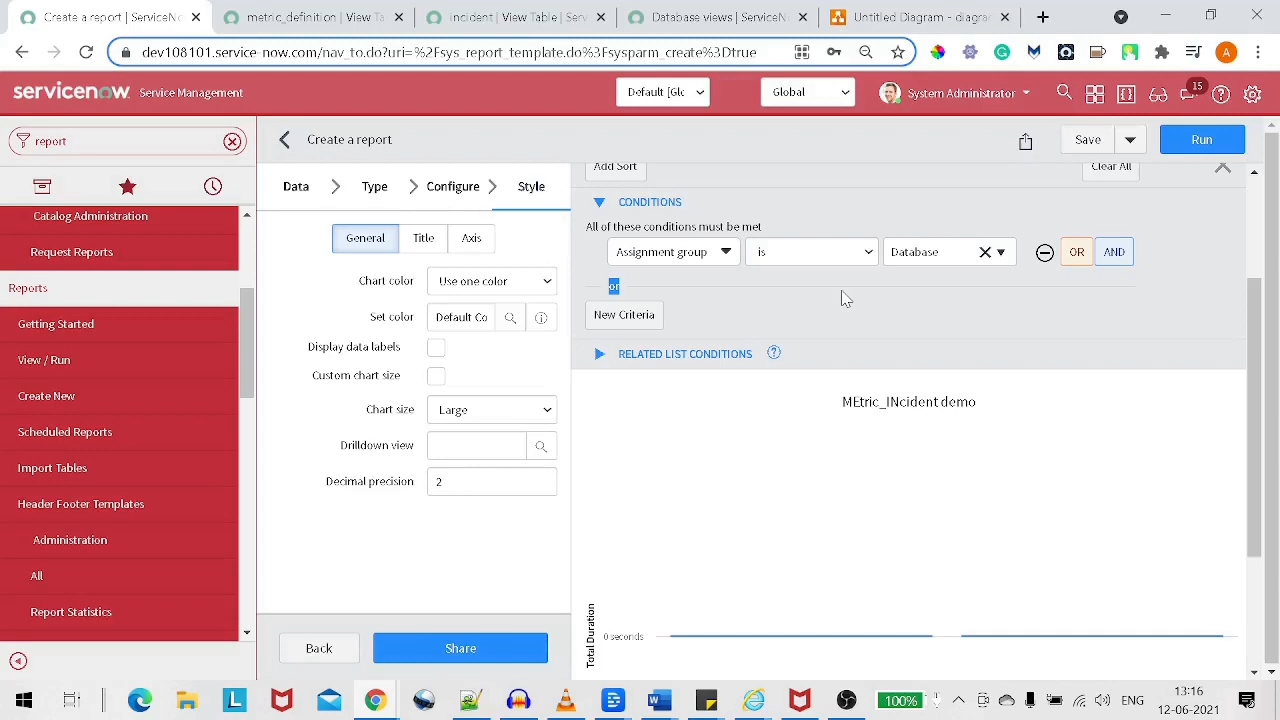 Create a report | ServiceN
metric_definition | View Ta
incident | View Table | Ser
Database views | ServiceN
Untitled Diagram - diagra
dev108101.service-now.com/nav_to.do?uri=%2Fsys_report_template.do%3Fsysparm_create%3Dtrue
A
servicenow Service Management
Default [Glo
Global
System Administrator
15
report
Create a report
Save
Run
Data
Type
Configure
Style
Add Sort
Clear All
Catalog Administration
Request Reports
Reports
Getting Started
View / Run
Create New
Scheduled Reports
Import Tables
Header Footer Templates
Administration
All
Report Statistics
General
Title
Axis
Chart color
Use one color
Set color
Default Co
Display data labels
Custom chart size
Chart size
Large
Drilldown view
Decimal precision
2
Back
Share
CONDITIONS
All of these conditions must be met
Assignment group
is
Database
OR
AND
or
New Criteria
RELATED LIST CONDITIONS
MEtric_INcident demo
Total Duration
0 seconds
100%
ENG
13:16
12-06-2021